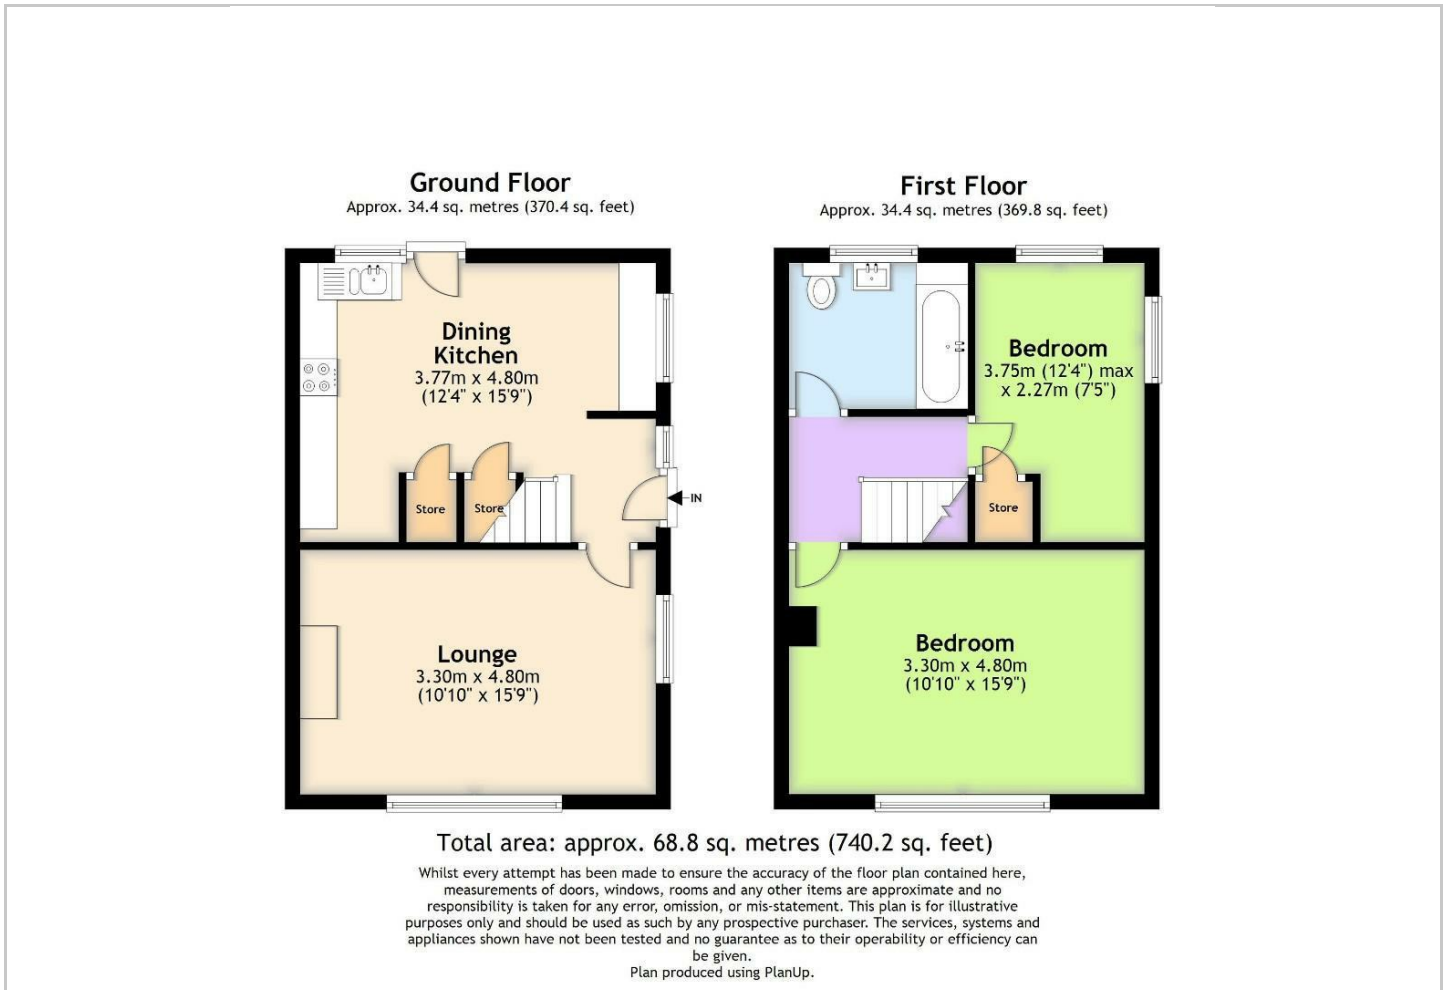 Ground Floor
Approx. 34.4 sq. metres (370.4 sq. feet)
Dining
Kitchen
3.77m x 4.80m
(12'4" x 15'9")
Store
Store
IN
Lounge
3.30m x 4.80m
(10'10" x 15'9")
First Floor
Approx. 34.4 sq. metres (369.8 sq. feet)
Bedroom
3.75m (12'4") max
x 2.27m (7'5")
Store
Bedroom
3.30m x 4.80m
(10'10" x 15'9")
Total area: approx. 68.8 sq. metres (740.2 sq. feet)
Whilst every attempt has been made to ensure the accuracy of the floor plan contained here,
measurements of doors, windows, rooms and any other items are approximate and no
responsibility is taken for any error, omission, or mis-statement. This plan is for illustrative
purposes only and should be used as such by any prospective purchaser. The services, systems and
appliances shown have not been tested and no guarantee as to their operability or efficiency can
be given.
Plan produced using PlanUp.